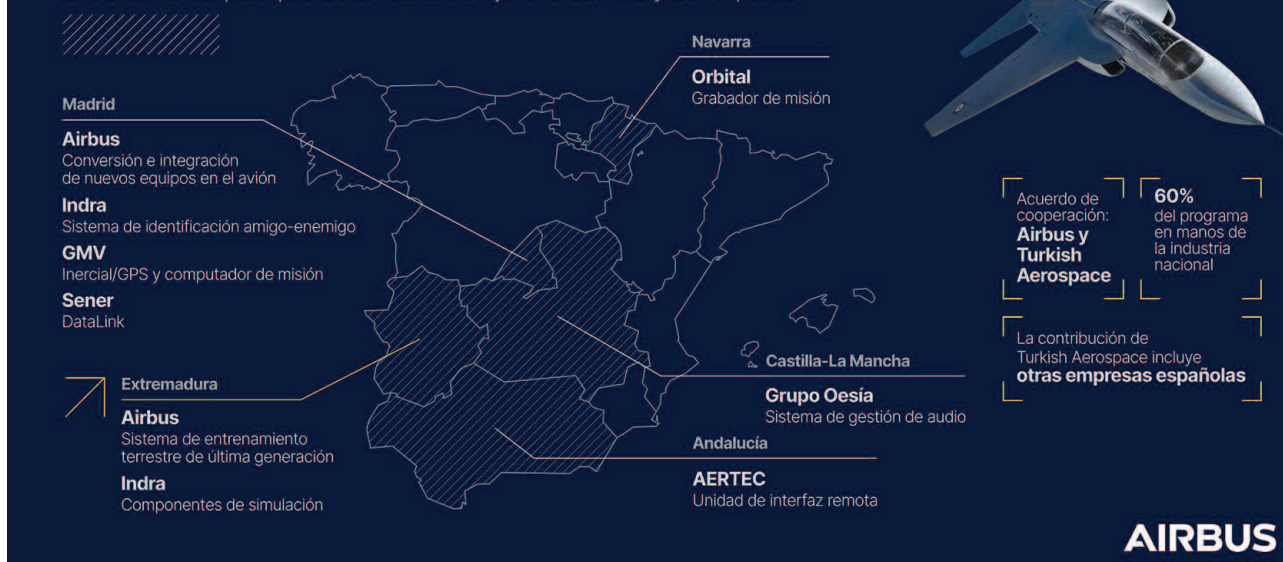 Navarra
Orbital
Grabador de misión
Madrid
Airbus
Conversión e integración
de nuevos equipos en el avión
Indra
Sistema de identificación amigo-enemigo
GMV
Inercial/GPS y computador de misión
Sener
DataLink
Extremadura
Airbus
Sistema de entrenamiento
terrestre de última generación
Indra
Componentes de simulación
Castilla-La Mancha
Grupo Oesía
Sistema de gestión de audio
Andalucía
AERTEC
Unidad de interfaz remota
Acuerdo de
cooperación:
Airbus y
Turkish
Aerospace
60%
del programa
en manos de
la industria
nacional
La contribución de
Turkish Aerospace incluye
otras empresas españolas
AIRBUS